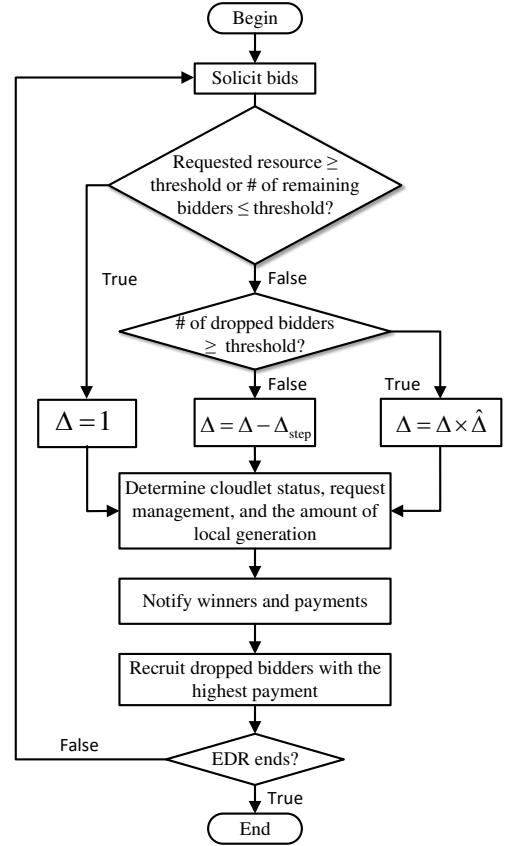 Begin
Solicit bids
Requested resource ≥
threshold or # of remaining
bidders ≤ threshold?
True
False
# of dropped bidders
≥ threshold?
False
True
Δ = 1
Δ = Δ − Δ_step
Δ = Δ × Δ̂
Determine cloudlet status, request
management, and the amount of
local generation
Notify winners and payments
Recruit dropped bidders with the
highest payment
False
EDR ends?
True
End